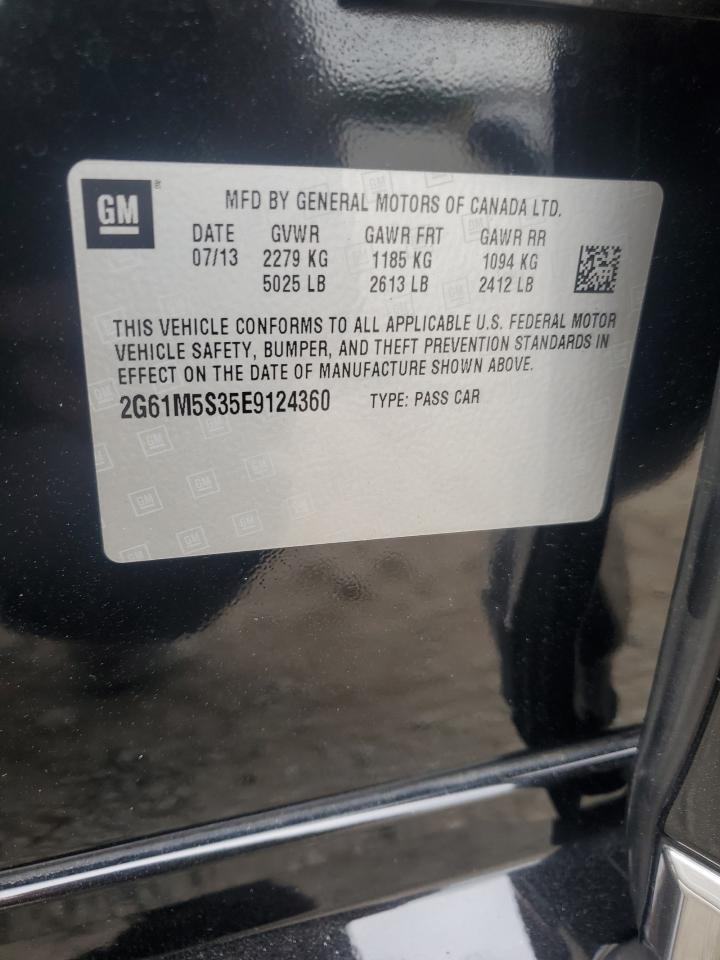 GM ®
MFD BY GENERAL MOTORS OF CANADA LTD.
DATE GVWR GAWR FRT GAWR RR
07/13 2279 KG 1185 KG 1094 KG
5025 LB 2613 LB 2412 LB
THIS VEHICLE CONFORMS TO ALL APPLICABLE U.S. FEDERAL MOTOR
VEHICLE SAFETY, BUMPER, AND THEFT PREVENTION STANDARDS IN
EFFECT ON THE DATE OF MANUFACTURE SHOWN ABOVE.
2G61M5S35E9124360 TYPE: PASS CAR